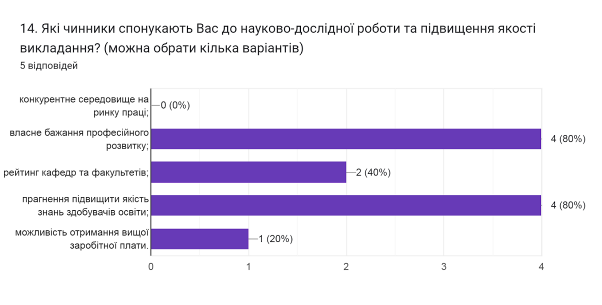 14. Які чинники спонукають Вас до науково-дослідної роботи та підвищення якості
викладання? (можна обрати кілька варіантів)
5 відповідей
конкурентне середовище на
ринку праці;
0 (0%)
власне бажання професійного
розвитку;
4 (80%)
рейтинг кафедр та факультетів;
2 (40%)
прагнення підвищити якість
знань здобувачів освіти;
4 (80%)
можливість отримання вищої
заробітної плати.
1 (20%)
0 1 2 3 4